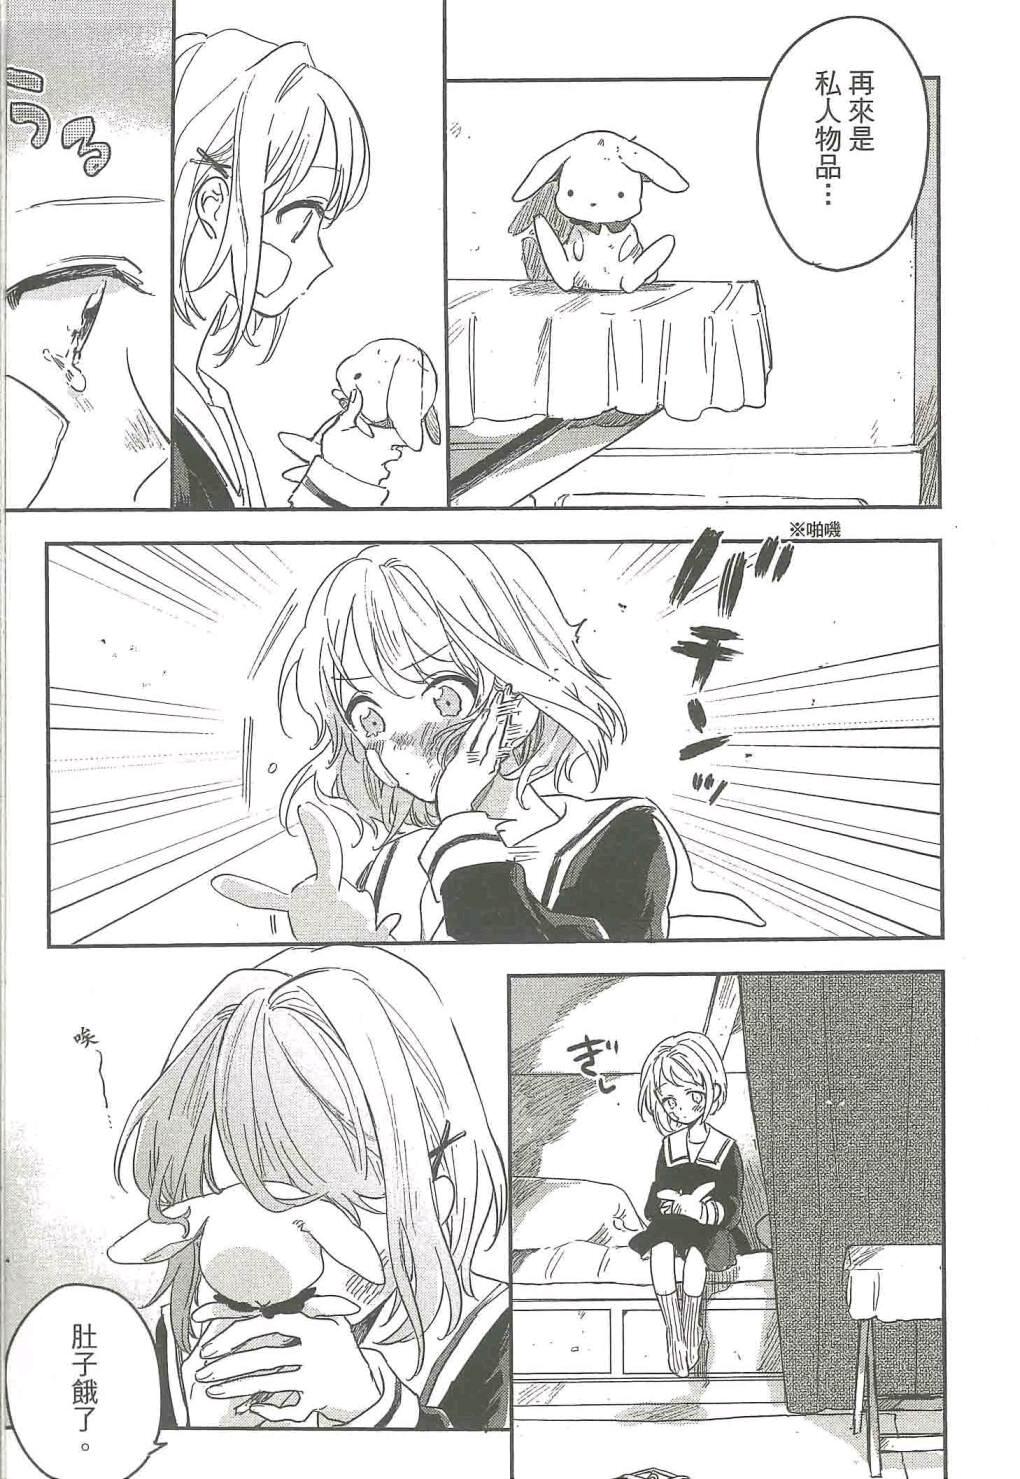 再來是
私人物品…
うる
※啪嘰
バチーン
ぎし
唉…
肚子餓了。